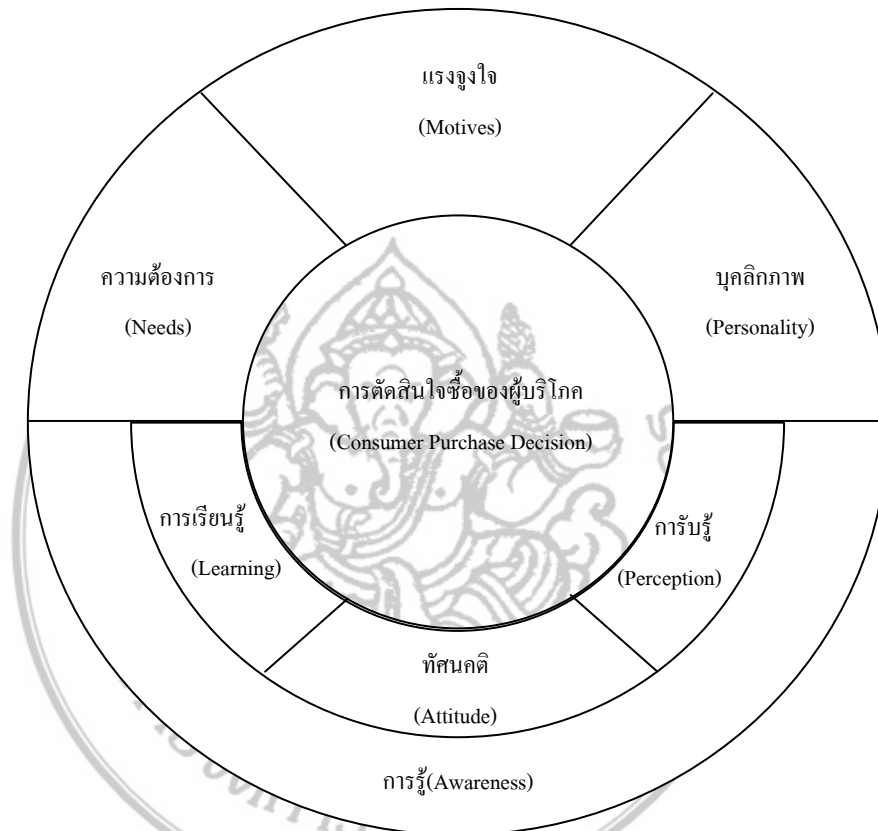 แรงจูงใจ
(Motives)
ความต้องการ
(Needs)
บุคลิกภาพ
(Personality)
การตัดสินใจซื้อของผู้บริโภค
(Consumer Purchase Decision)
การเรียนรู้
(Learning)
การับรู้
(Perception)
ทัศนคติ
(Attitude)
การรู้(Awareness)